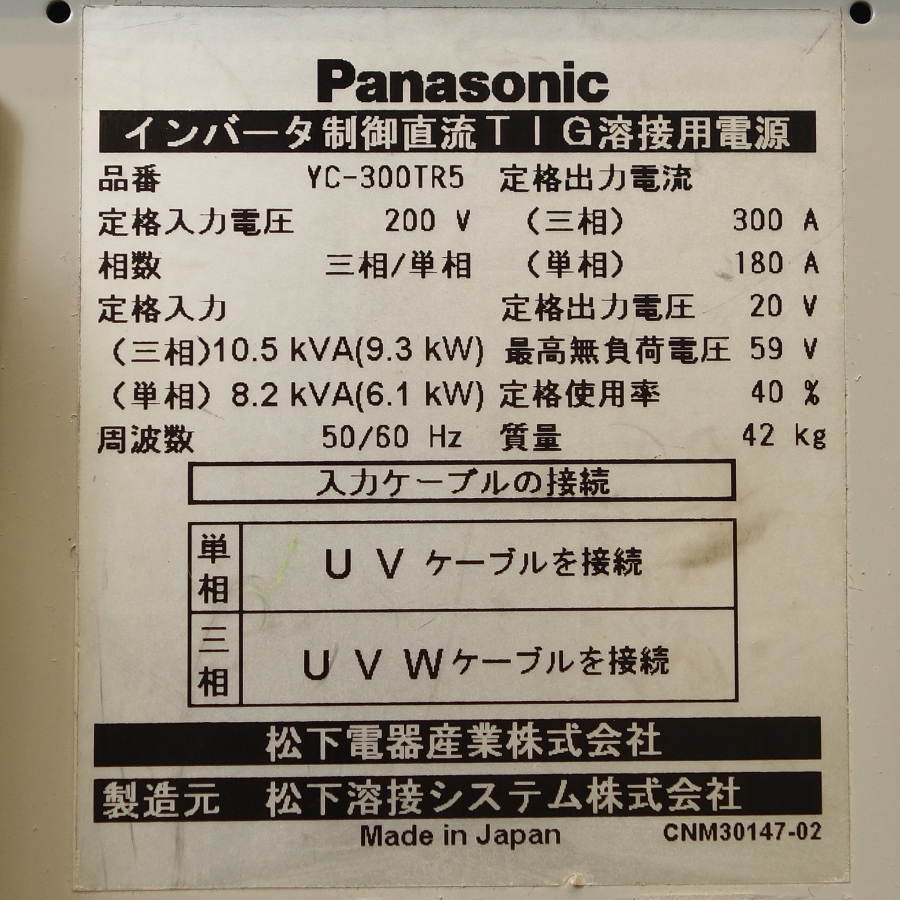 Panasonic
インバータ制御直流TIG溶接用電源
品番 YC-300TR5 定格出力電流
定格入力電圧 200 V （三相） 300 A
相数 三相/単相 （単相） 180 A
定格入力 定格出力電圧 20 V
（三相）10.5 kVA(9.3 kW) 最高無負荷電圧 59 V
（単相）8.2 kVA(6.1 kW) 定格使用率 40 %
周波数 50/60 Hz 質量 42 kg
入力ケーブルの接続
単相 U V ケーブルを接続
三相 U V W ケーブルを接続
松下電器産業株式会社
製造元 松下溶接システム株式会社
Made in Japan CNM30147-02